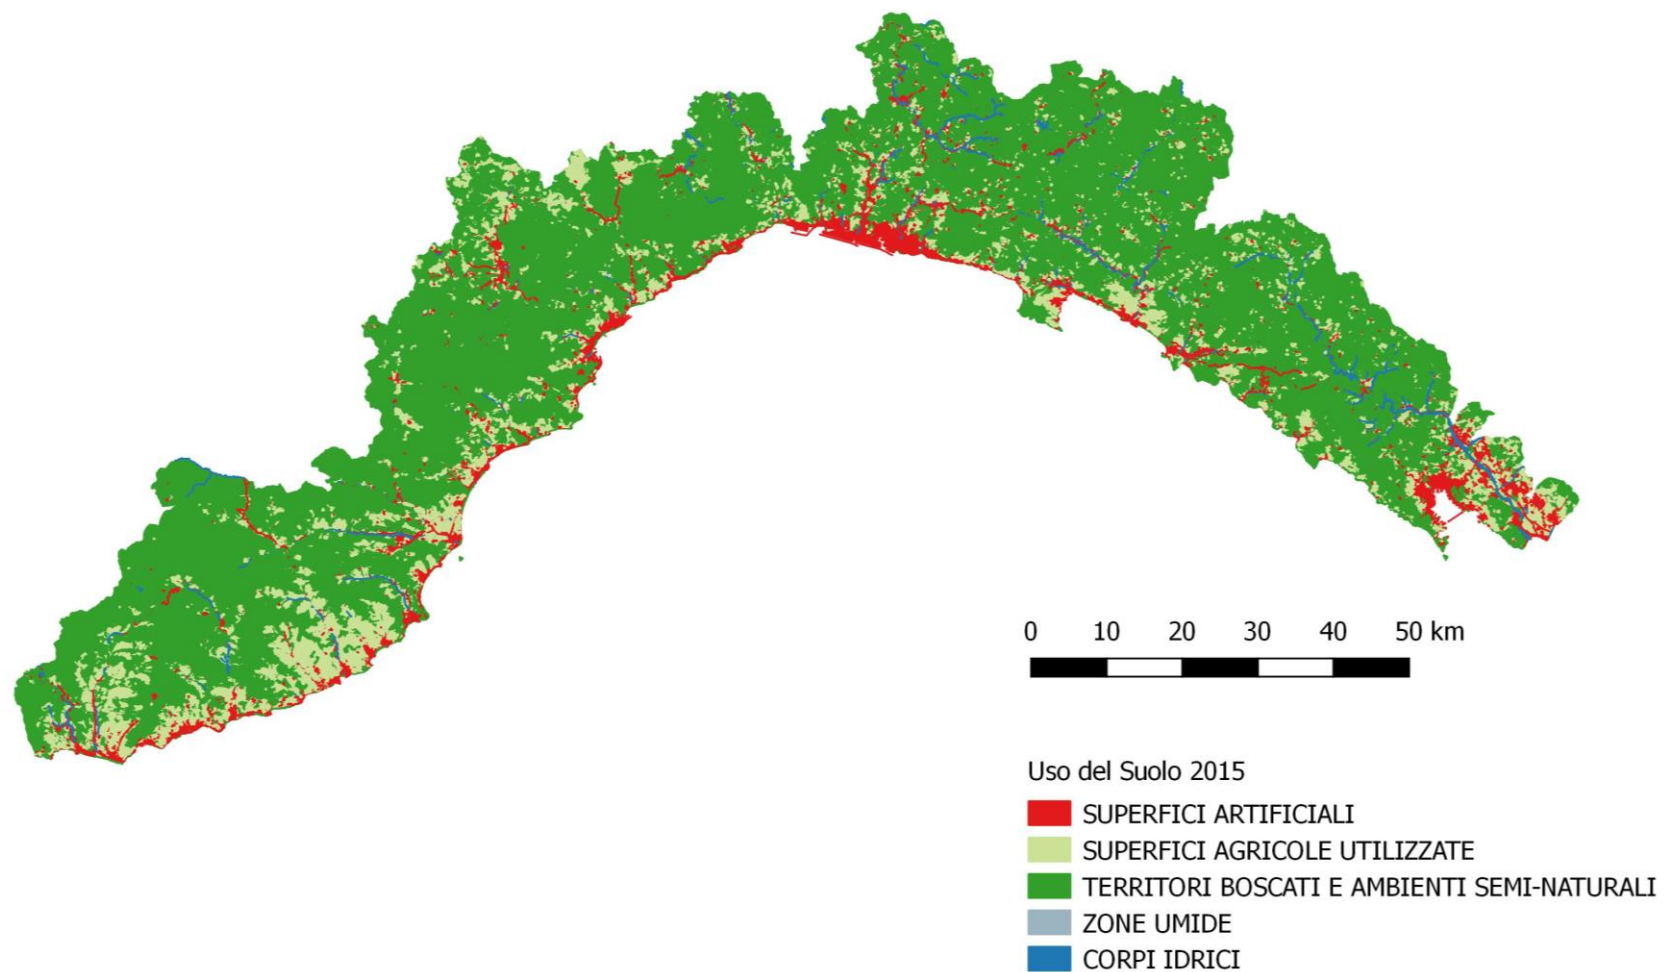 0 10 20 30 40 50 km
Uso del Suolo 2015
SUPERFICI ARTIFICIALI
SUPERFICI AGRICOLE UTILIZZATE
TERRITORI BOSCATI E AMBIENTI SEMI-NATURALI
ZONE UMIDE
CORPI IDRICI